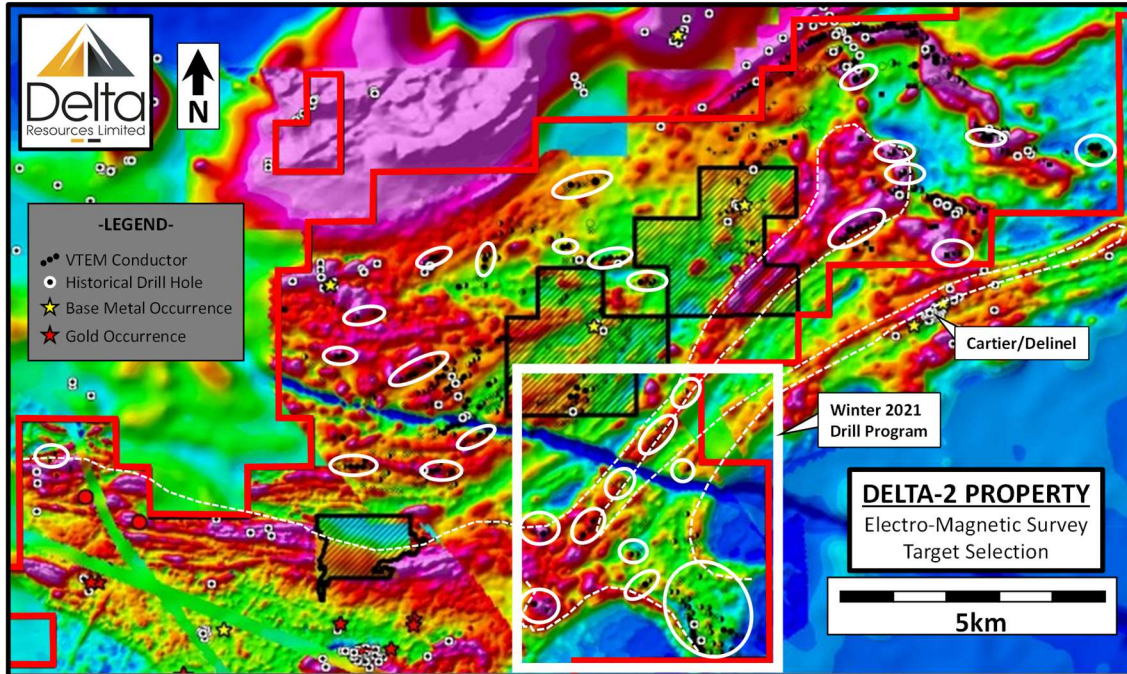 Delta
Resources Limited
N
-LEGEND-
VTEM Conductor
Historical Drill Hole
Base Metal Occurrence
Gold Occurrence
Cartier/Delinel
Winter 2021
Drill Program
DELTA-2 PROPERTY
Electro-Magnetic Survey
Target Selection
5km